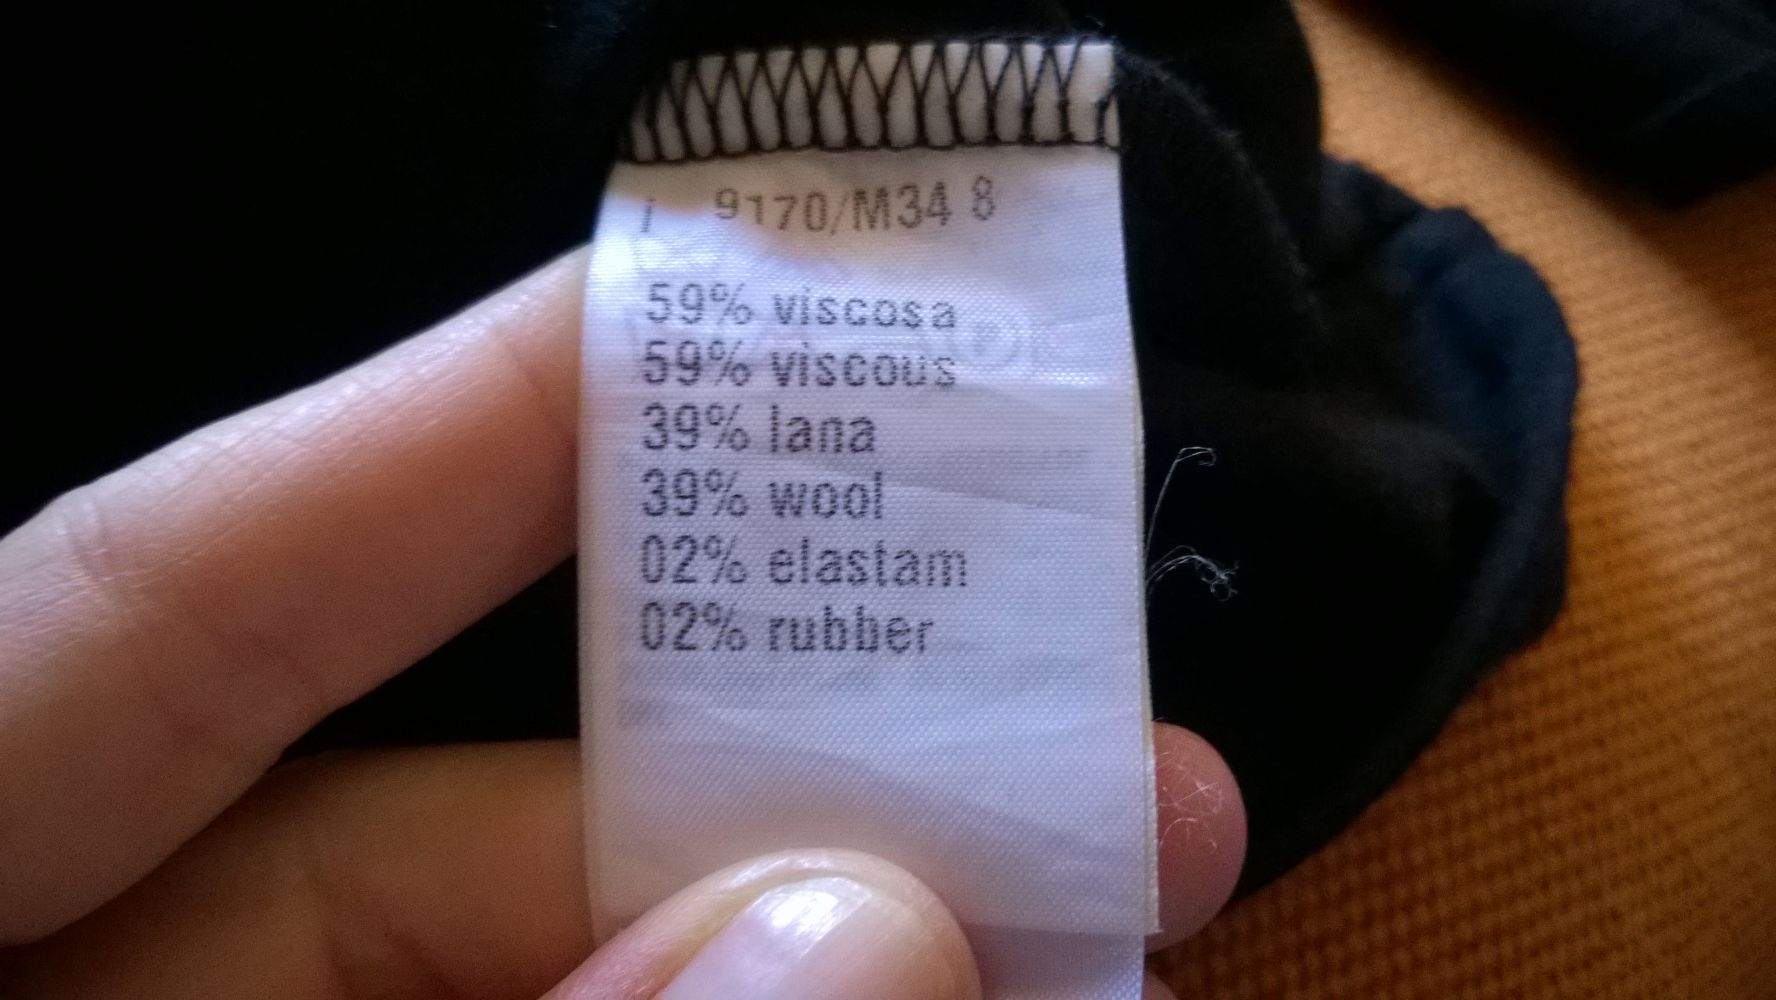 9170/M34 8
59% viscosa
59% viscous
39% lana
39% wool
02% elastam
02% rubber